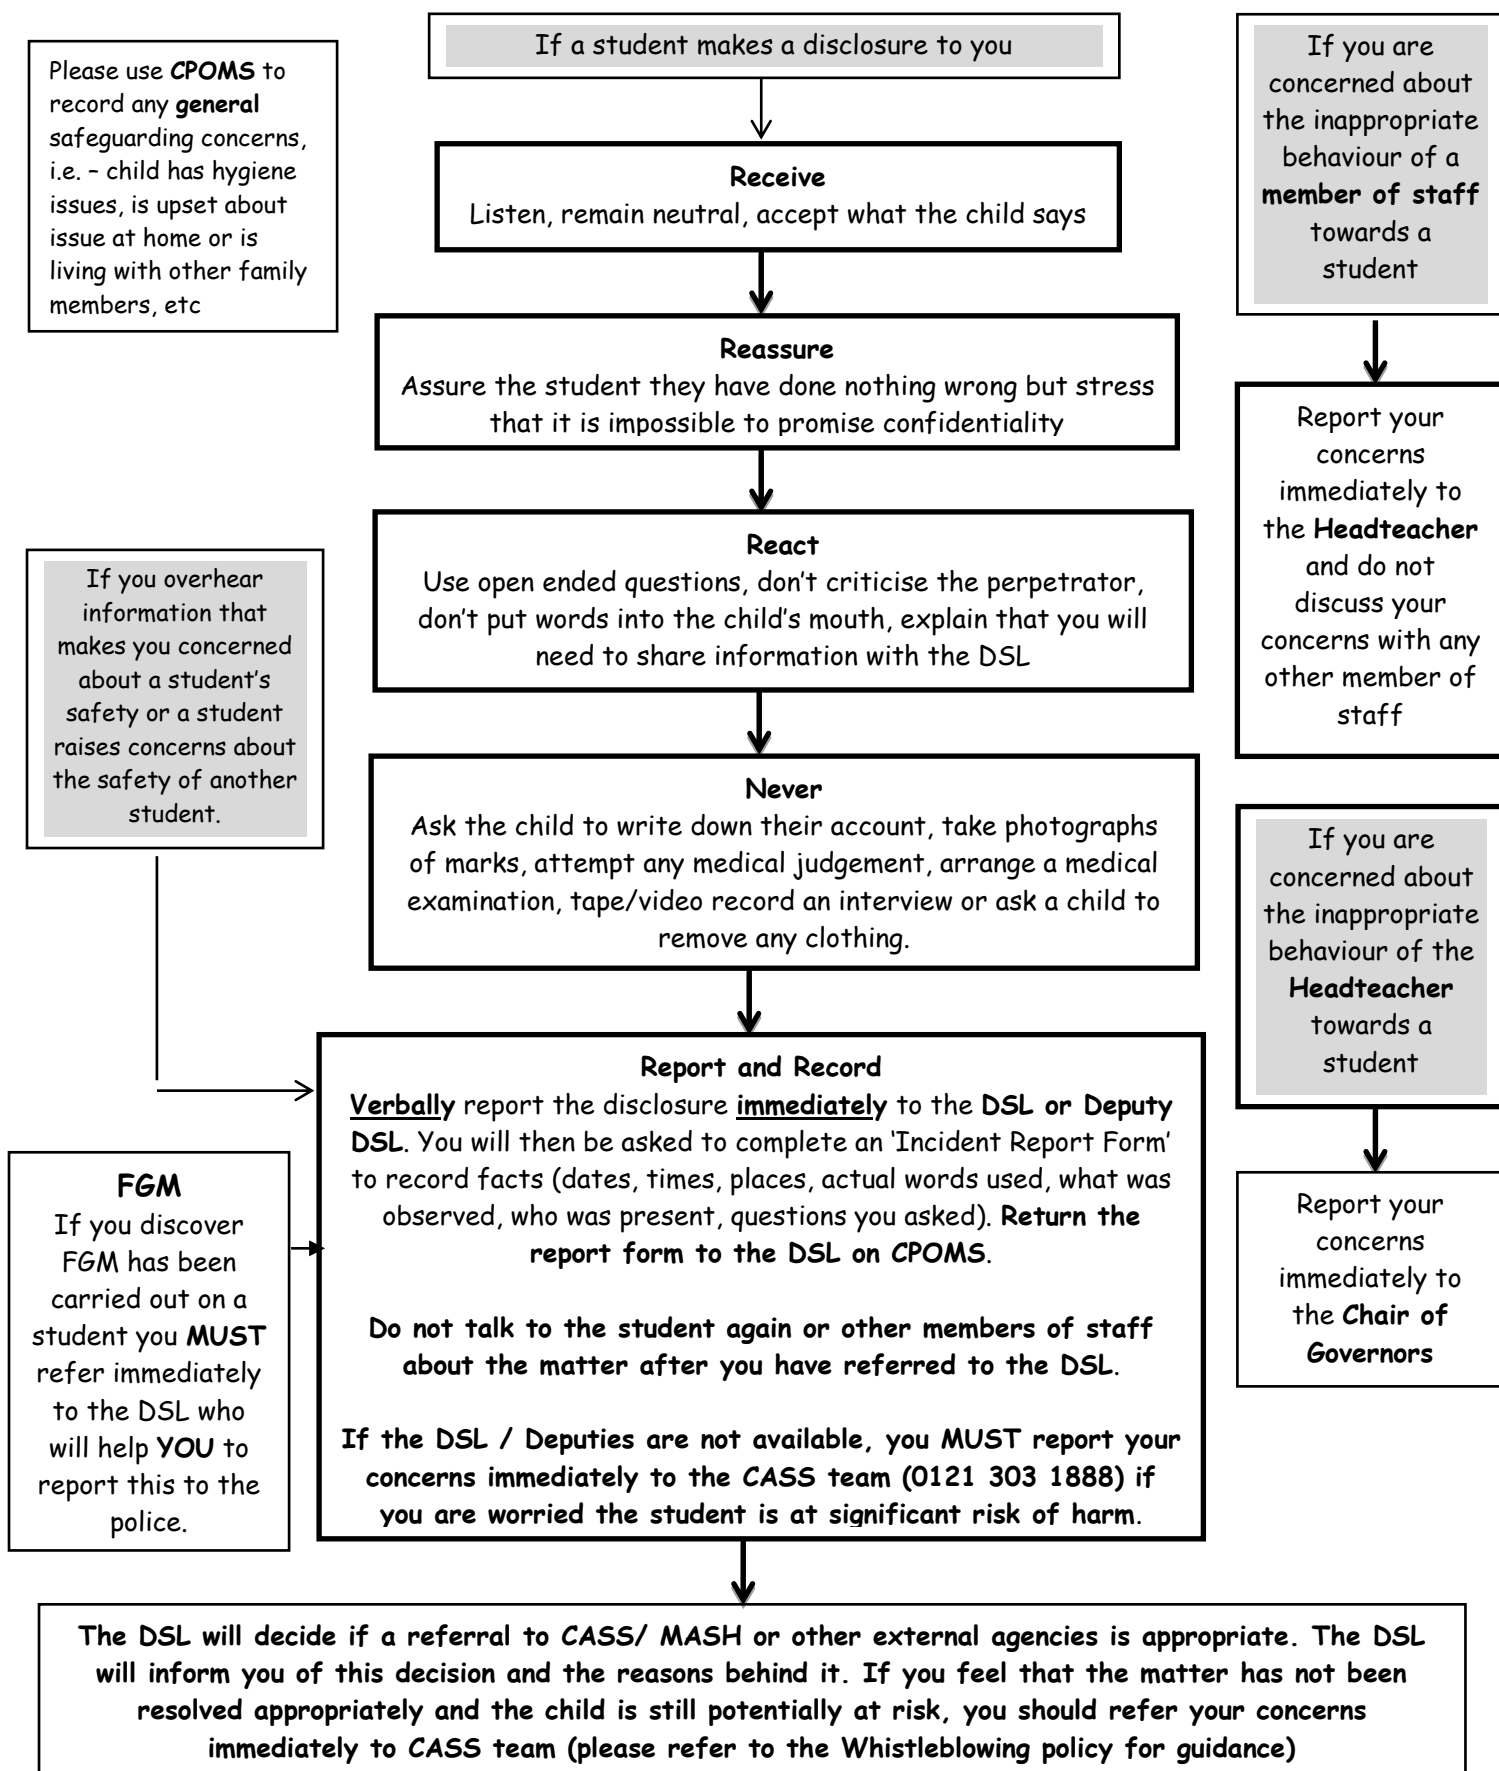 If a student makes a disclosure to you
Please use CPOMS to
record any general
safeguarding concerns,
i.e. – child has hygiene
issues, is upset about
issue at home or is
living with other family
members, etc
Receive
Listen, remain neutral, accept what the child says
Reassure
Assure the student they have done nothing wrong but stress
that it is impossible to promise confidentiality
React
Use open ended questions, don't criticise the perpetrator,
don't put words into the child's mouth, explain that you will
need to share information with the DSL
If you overhear
information that
makes you concerned
about a student's
safety or a student
raises concerns about
the safety of another
student.
Never
Ask the child to write down their account, take photographs
of marks, attempt any medical judgement, arrange a medical
examination, tape/video record an interview or ask a child to
remove any clothing.
Report and Record
Verbally report the disclosure immediately to the DSL or Deputy
DSL. You will then be asked to complete an 'Incident Report Form'
to record facts (dates, times, places, actual words used, what was
observed, who was present, questions you asked). Return the
report form to the DSL on CPOMS.
Do not talk to the student again or other members of staff
about the matter after you have referred to the DSL.
If the DSL / Deputies are not available, you MUST report your
concerns immediately to the CASS team (0121 303 1888) if
you are worried the student is at significant risk of harm.
FGM
If you discover
FGM has been
carried out on a
student you MUST
refer immediately
to the DSL who
will help YOU to
report this to the
police.
If you are
concerned about
the inappropriate
behaviour of a
member of staff
towards a
student
Report your
concerns
immediately to
the Headteacher
and do not
discuss your
concerns with any
other member of
staff
If you are
concerned about
the inappropriate
behaviour of the
Headteacher
towards a
student
Report your
concerns
immediately to
the Chair of
Governors
The DSL will decide if a referral to CASS/ MASH or other external agencies is appropriate. The DSL
will inform you of this decision and the reasons behind it. If you feel that the matter has not been
resolved appropriately and the child is still potentially at risk, you should refer your concerns
immediately to CASS team (please refer to the Whistleblowing policy for guidance)